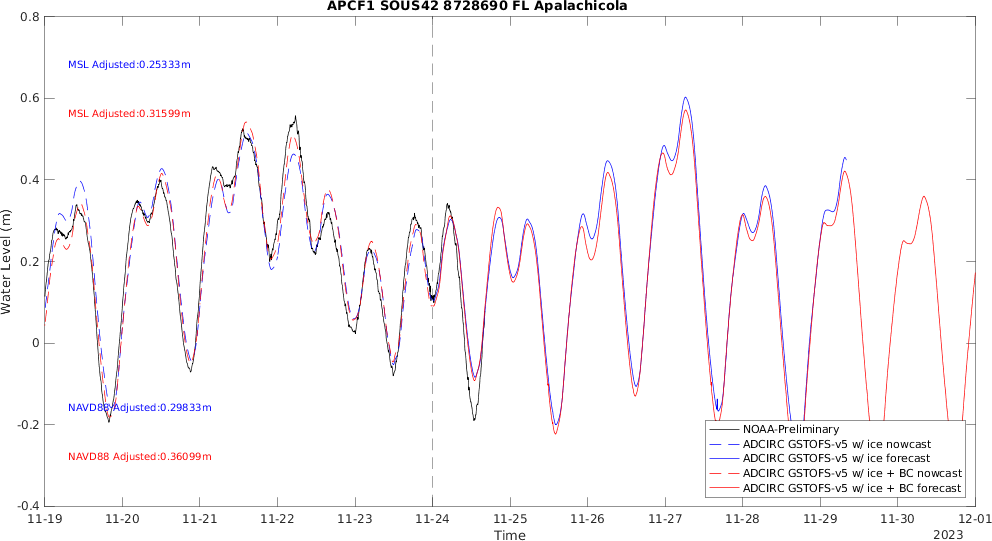 APCF1 SOUS42 8728690 FL Apalachicola
0.8
0.6
0.4
0.2
0
-0.2
-0.4
Water Level (m)
MSL Adjusted:0.25333m
MSL Adjusted:0.31599m
NAVD88 Adjusted:0.29833m
NAVD88 Adjusted:0.36099m
NOAA-Preliminary
ADCIRC GSTOFS-v5 w/ ice nowcast
ADCIRC GSTOFS-v5 w/ ice forecast
ADCIRC GSTOFS-v5 w/ ice + BC nowcast
ADCIRC GSTOFS-v5 w/ ice + BC forecast
11-19 11-20 11-21 11-22 11-23 11-24 11-25 11-26 11-27 11-28 11-29 11-30 12-01
Time
2023